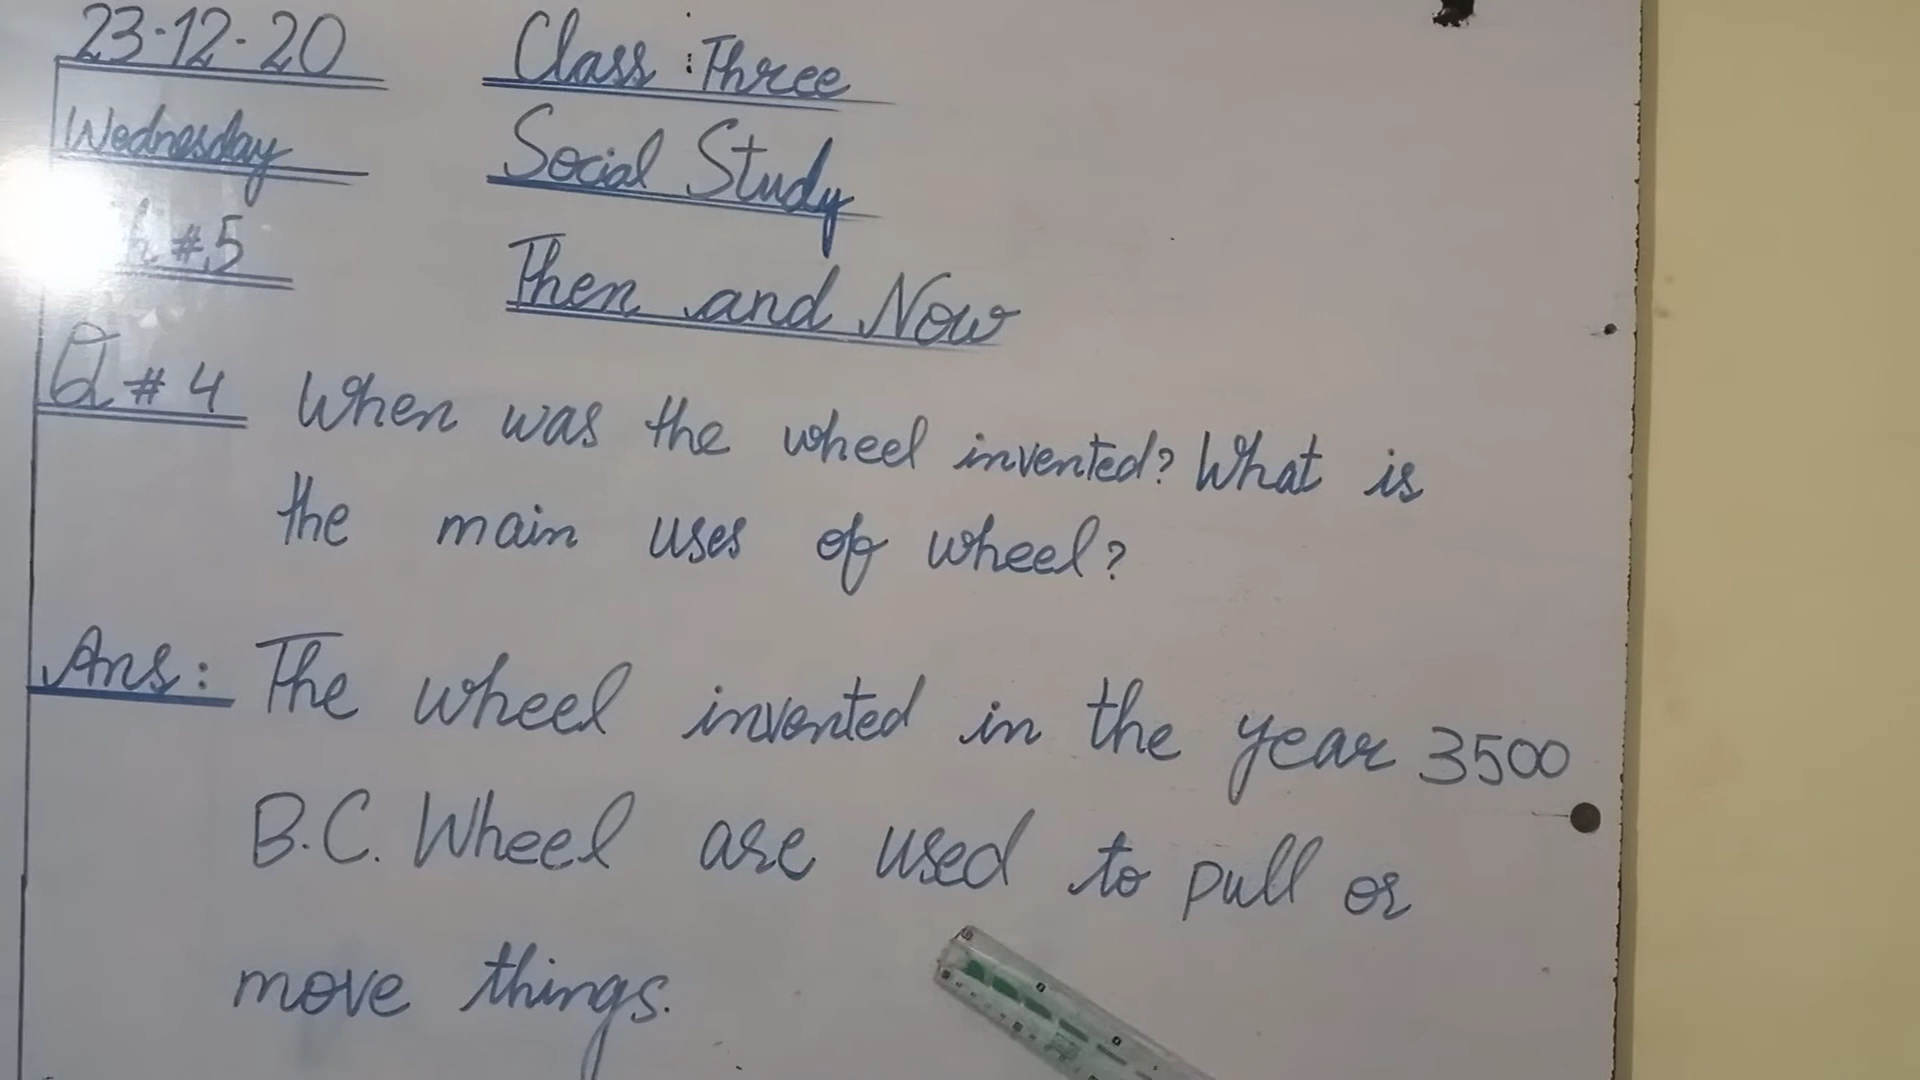 23-12-20 Class : Three
Wednesday Social Study
#5 Then and Now
Q#4 When was the wheel invented? What is
the main uses of wheel?
Ans: The wheel invented in the year 3500
B.C. Wheel are used to pull or
move things.